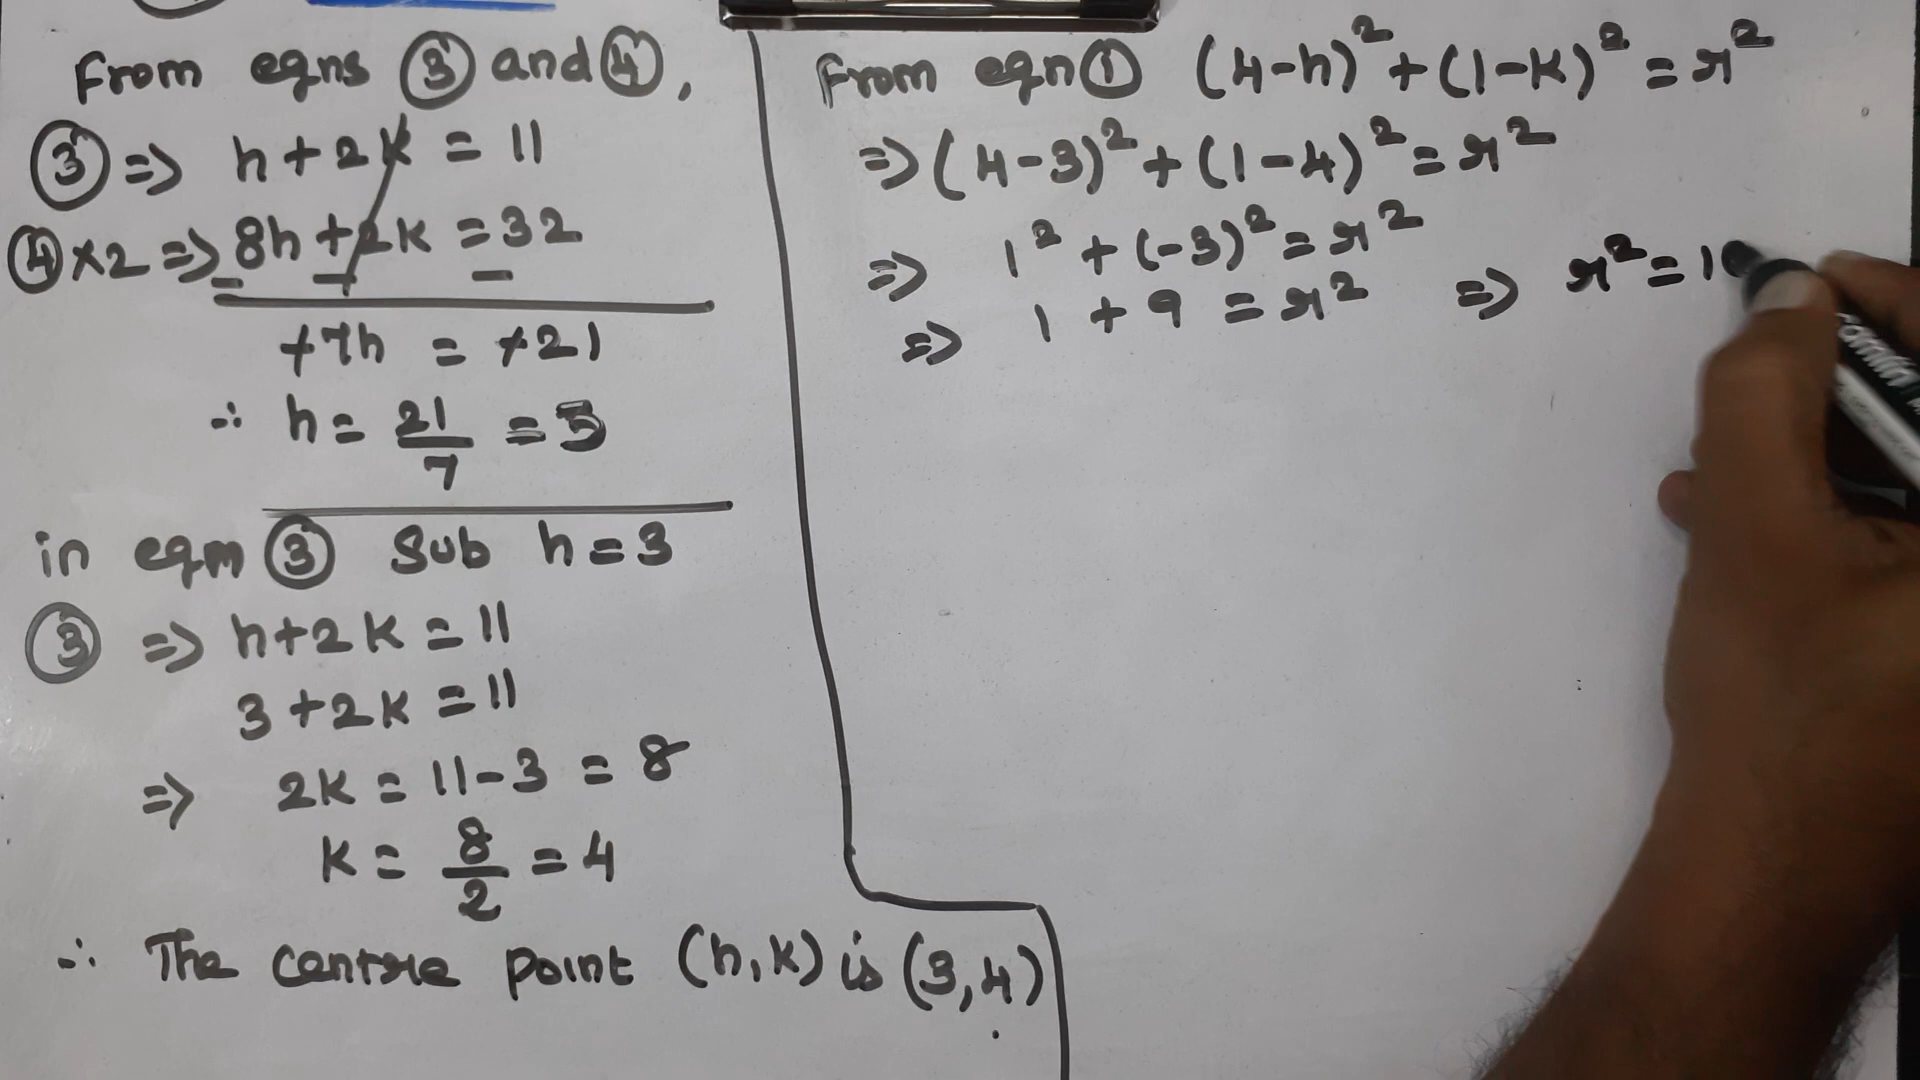 From eqns ③ and ④,
③ => h + 2k = 11
④ x2 => 8h + 2k = 32
- - -
+7h = +21
∴ h = 21/7 = 3
in eqn ③ Sub h = 3
③ => h + 2k = 11
3 + 2k = 11
=> 2k = 11 - 3 = 8
k = 8/2 = 4
∴ The centre point (h, k) is (3, 4)
From eqn ① (4-h)² + (1-k)² = r²
=> (4-3)² + (1-4)² = r²
=> 1² + (-3)² = r²
=> 1 + 9 = r² => r² = 10